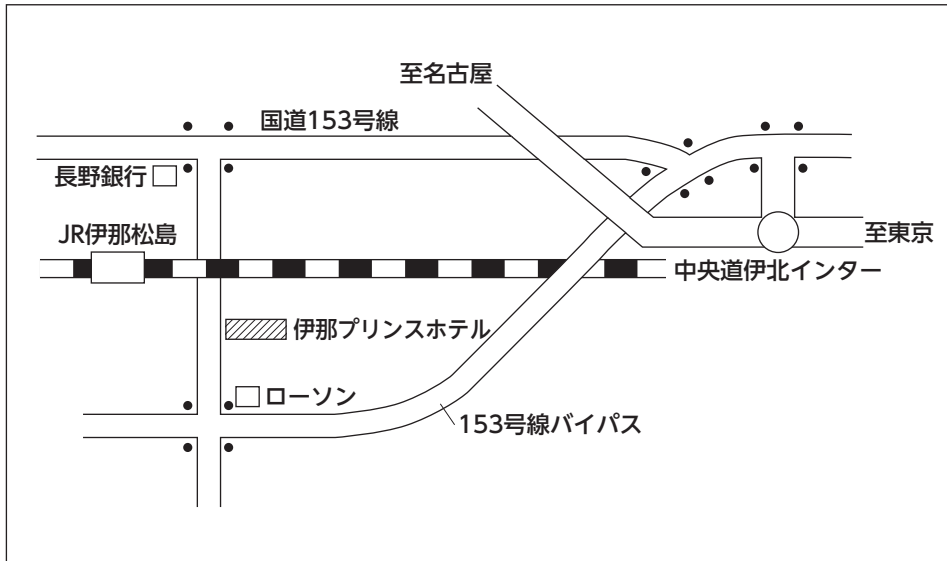 至名古屋
国道153号線
長野銀行
JR伊那松島
至東京
中央道伊北インター
伊那プリンスホテル
ローソン
153号線バイパス